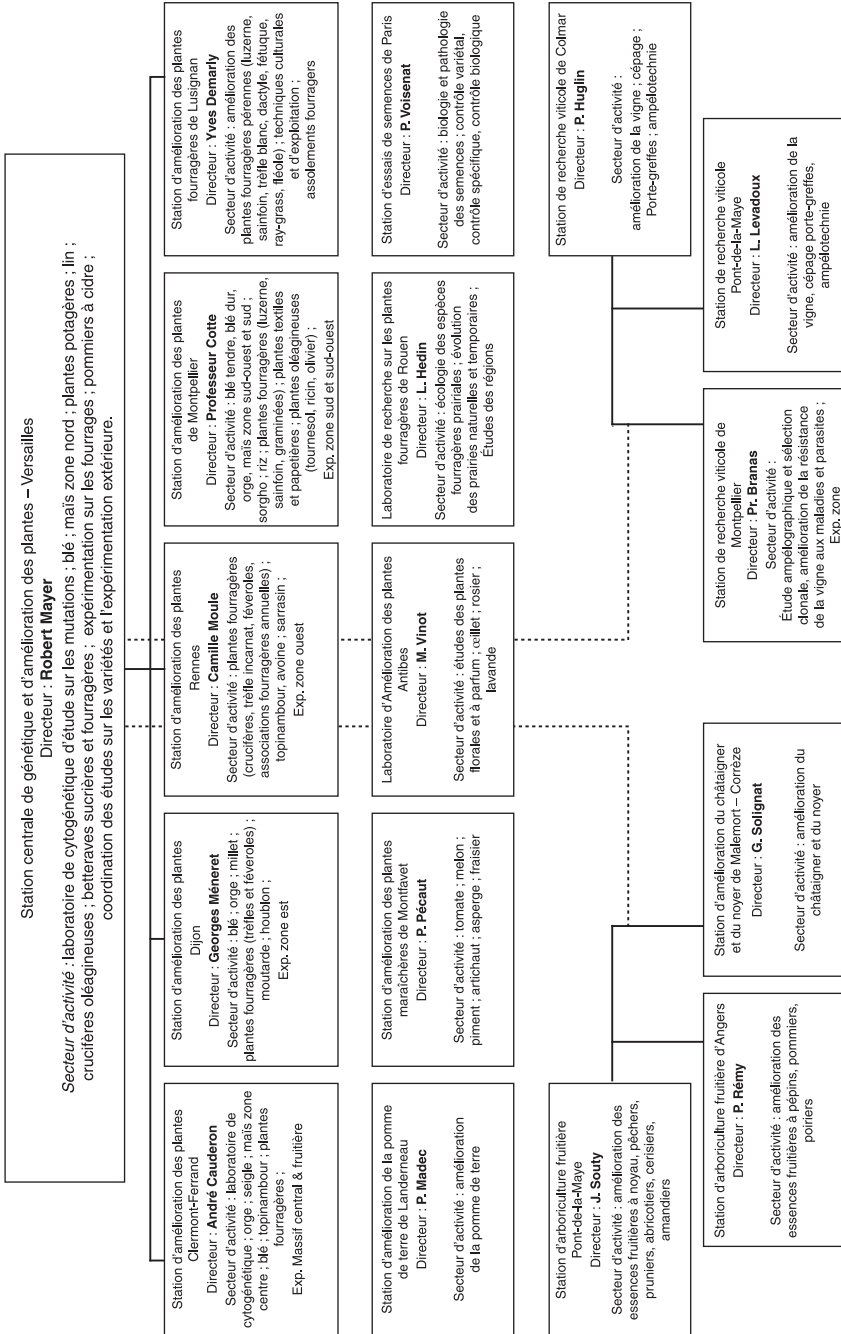 Station centrale de génétique et d'amélioration des plantes – Versailles
Directeur : Robert Mayer
Secteur d'activité : laboratoire de cytogénétique d'étude sur les mutations ; blé ; maïs zone nord ; plantes potagères ; lin ;
crucifères oléagineuses ; betteraves sucrières et fourragères ; expérimentation sur les fourrages ; pommiers à cidre ;
coordination des études sur les variétés et l'expérimentation extérieure.
Station d'amélioration des plantes
Clermont-Ferrand
Directeur : André Cauderon
Secteur d'activité : laboratoire de
cytogénétique ; orge ; seigle ; maïs zone
centre ; blé ; topinambour ; plantes
fourragères ;
Exp. Massif central & fruitière
Station d'amélioration des plantes
Dijon
Directeur : Georges Méneret
Secteur d'activité : blé ; orge ; millet ;
plantes fourragères (trèfles et féveroles) ;
moutarde ; houblon ;
Exp. zone est
Station d'amélioration des plantes
Rennes
Directeur : Camille Moule
Secteur d'activité : plantes fourragères
(crucifères, trèfle incarnat, féveroles,
associations fourragères annuelles) ;
topinambour, avoine ; sarrasin ;
Exp. zone ouest
Station d'amélioration des plantes
de Montpellier
Directeur : Professeur Cotte
Secteur d'activité : blé tendre, blé dur,
orge, maïs zone sud-ouest et sud ;
sorgho ; riz ; plantes fourragères (luzerne,
sainfoin, graminées) ; plantes textiles
et papetières ; plantes oléagineuses
(tournesol, ricin, olivier) ;
Exp. zone sud et sud-ouest
Station d'amélioration des plantes
fourragères de Lusignan
Directeur : Yves Demarly
Secteur d'activité : amélioration des
plantes fourragères pérennes (luzerne,
sainfoin, trèfle blanc, dactyle, fétuque,
ray-grass, fléole) ; techniques culturales
et d'exploitation ;
assolements fourragers
Station d'amélioration de la pomme
de terre de Landerneau
Directeur : P. Madec
Secteur d'activité : amélioration
de la pomme de terre
Station d'amélioration des plantes
maraîchères de Montfavet
Directeur : P. Pécaut
Secteur d'activité : tomate ; melon ;
piment ; artichaut ; asperge ; fraisier
Laboratoire d'Amélioration des plantes
Antibes
Directeur : M. Vinot
Secteur d'activité : études des plantes
florales et à parfum ; œillet ; rosier ;
lavande
Laboratoire de recherche sur les plantes
fourragères de Rouen
Directeur : L. Hedin
Secteur d'activité : écologie des espèces
fourragères prairiales ; évolution
des prairies naturelles et temporaires ;
Études des régions
Station d'essais de semences de Paris
Directeur : P. Voisenat
Secteur d'activité : biologie et pathologie
des semences ; contrôle variétal,
contrôle spécifique, contrôle biologique
Station d'arboriculture fruitière
Pont-de-la-Maye
Directeur : J. Souty
Secteur d'activité : amélioration des
essences fruitières à noyau, pêchers,
pruniers, abricotiers, cerisiers,
amandiers
Station de recherche viticole de Colmar
Directeur : P. Huglin
Secteur d'activité :
amélioration de la vigne ; cépage ;
Porte-greffes ; ampélotechnie
Station d'arboriculture fruitière d'Angers
Directeur : P. Rémy
Secteur d'activité : amélioration des
essences fruitières à pépins, pommiers,
poiriers
Station d'amélioration du châtaigner
et du noyer de Malemort – Corrèze
Directeur : G. Solignat
Secteur d'activité : amélioration du
châtaigner et du noyer
Station de recherche viticole de
Montpellier
Directeur : Pr. Branas
Secteur d'activité :
Étude ampélographique et sélection
clonale, amélioration de la résistance
de la vigne aux maladies et parasites ;
Exp. zone
Station de recherche viticole
Pont-de-la-Maye
Directeur : L. Levadoux
Secteur d'activité : amélioration de la
vigne, cépage porte-greffes,
ampélotechnie